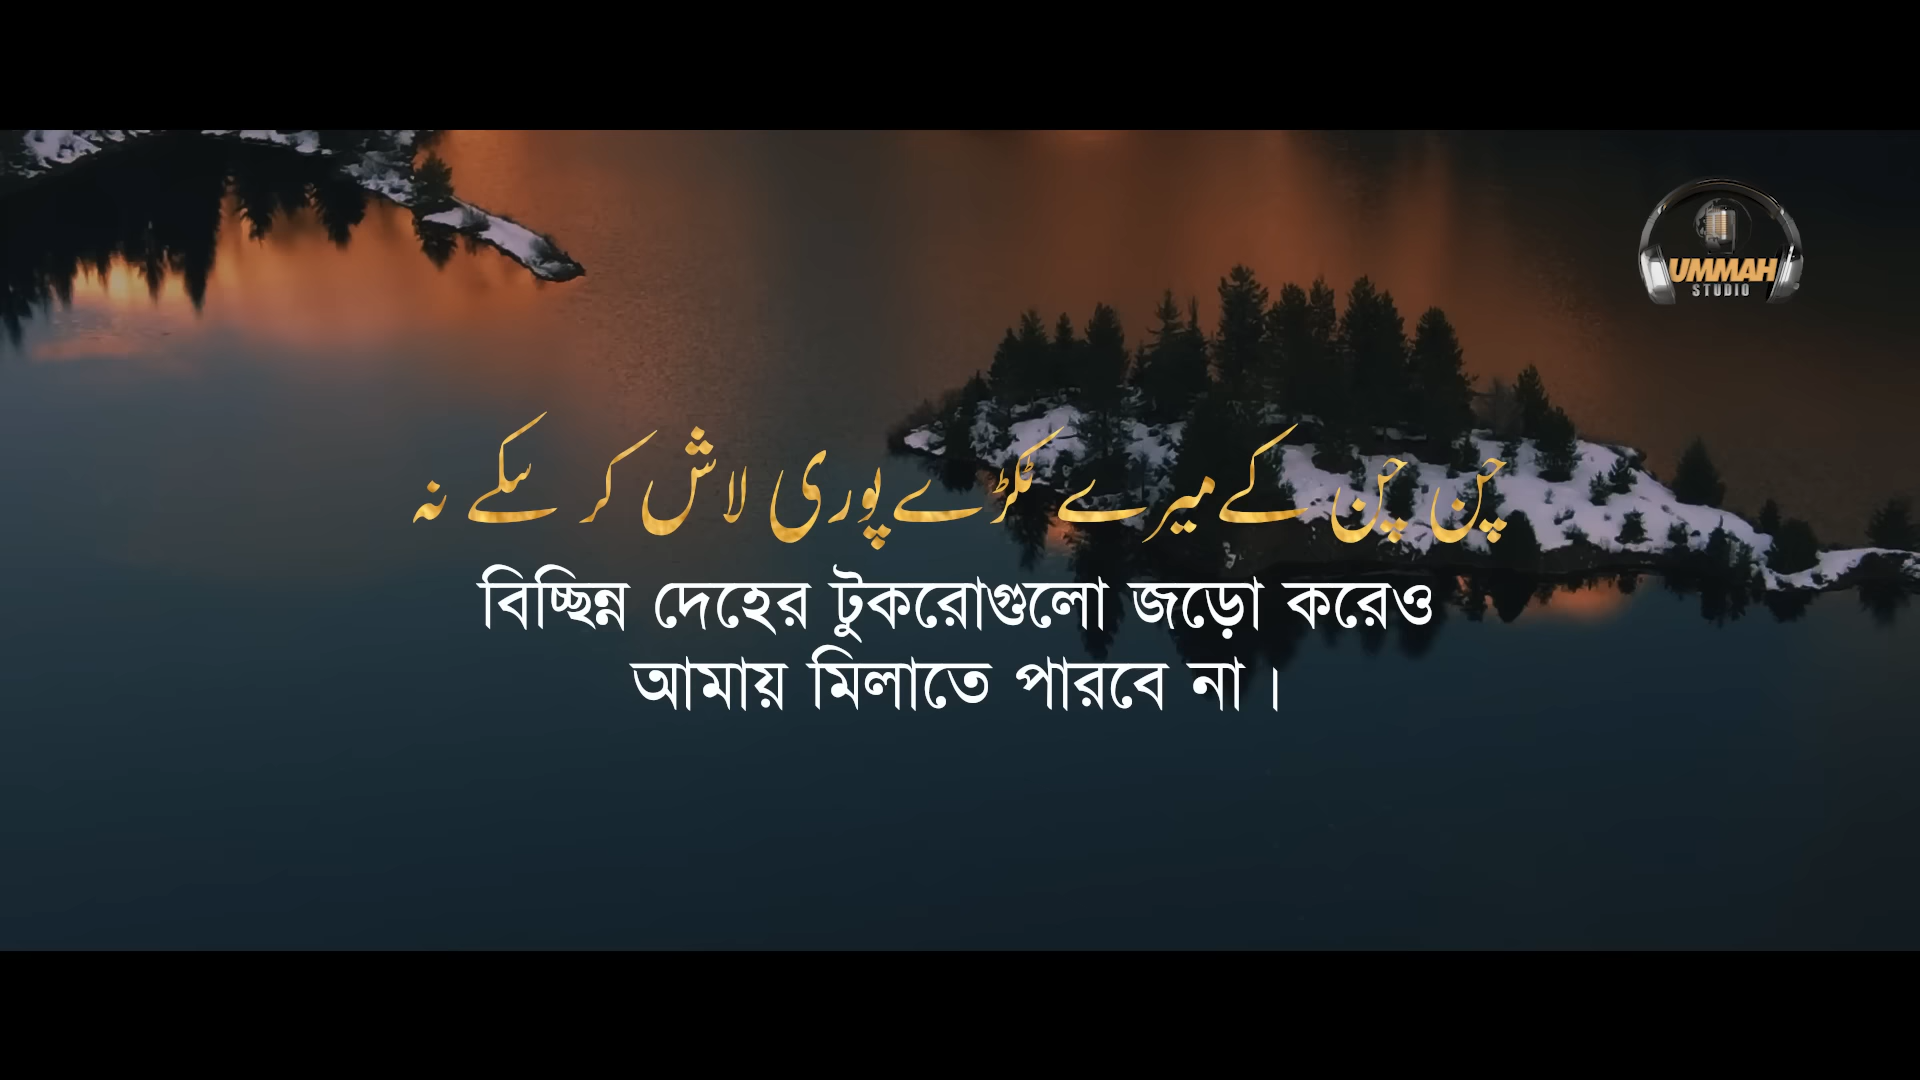 UMMAH
STUDIO
چن چن کے میرے ٹکڑے پوری لاش کر سکے نہ
বিচ্ছিন্ন দেহের টুকরোগুলো জড়ো করেও
আমায় মিলাতে পারবে না।